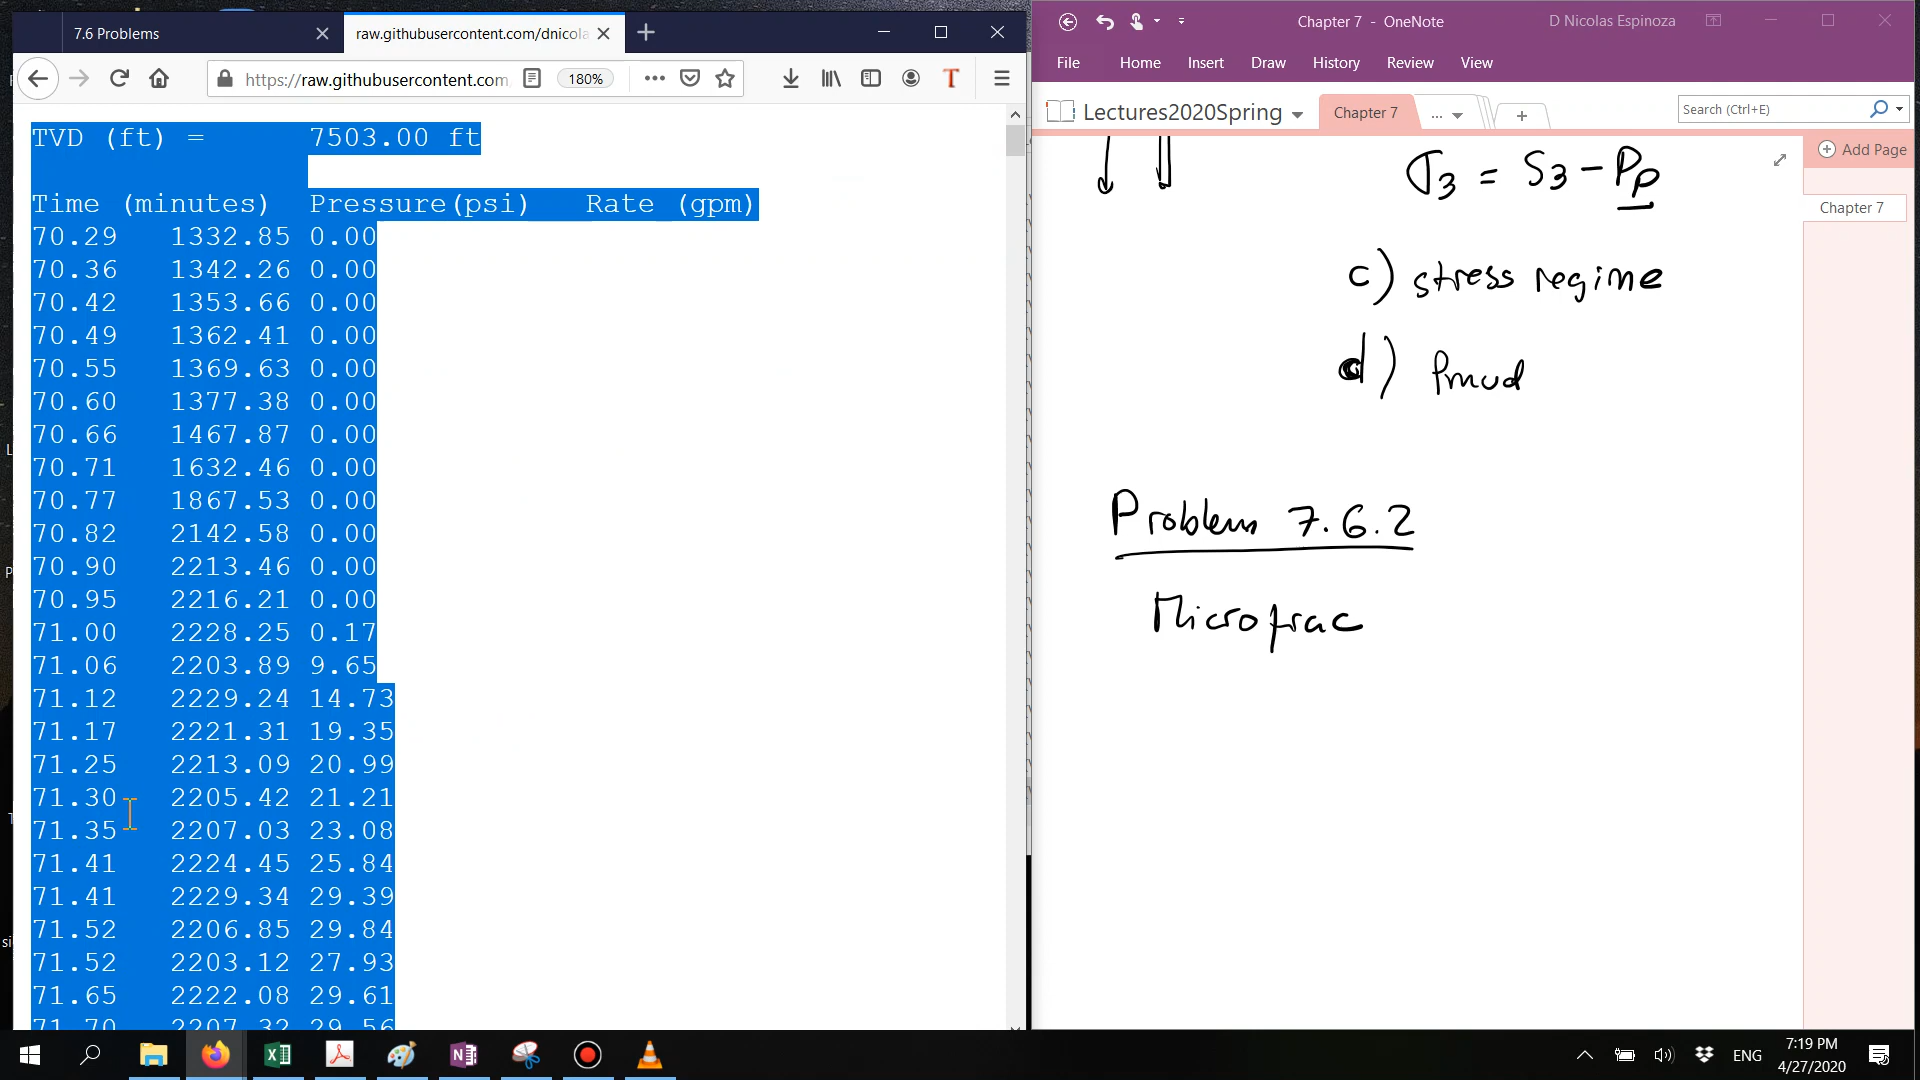 7.6 Problems
raw.githubusercontent.com/dnicola
https://raw.githubusercontent.com
180%
TVD (ft) = 7503.00 ft
Time (minutes) Pressure(psi) Rate (gpm)
70.29 1332.85 0.00
70.36 1342.26 0.00
70.42 1353.66 0.00
70.49 1362.41 0.00
70.55 1369.63 0.00
70.60 1377.38 0.00
70.66 1467.87 0.00
70.71 1632.46 0.00
70.77 1867.53 0.00
70.82 2142.58 0.00
70.90 2213.46 0.00
70.95 2216.21 0.00
71.00 2228.25 0.17
71.06 2203.89 9.65
71.12 2229.24 14.73
71.17 2221.31 19.35
71.25 2213.09 20.99
71.30 2205.42 21.21
71.35 2207.03 23.08
71.41 2224.45 25.84
71.41 2229.34 29.39
71.52 2206.85 29.84
71.52 2203.12 27.93
71.65 2222.08 29.61
71.70 2207.32 29.56
Chapter 7 - OneNote
D Nicolas Espinoza
File Home Insert Draw History Review View
Lectures2020Spring
Chapter 7
...
Search (Ctrl+E)
Add Page
Chapter 7
σ3 = S3 - Pp
c) stress regime
d) Pmud
Problem 7.6.2
Microfrac
ENG
7:19 PM
4/27/2020